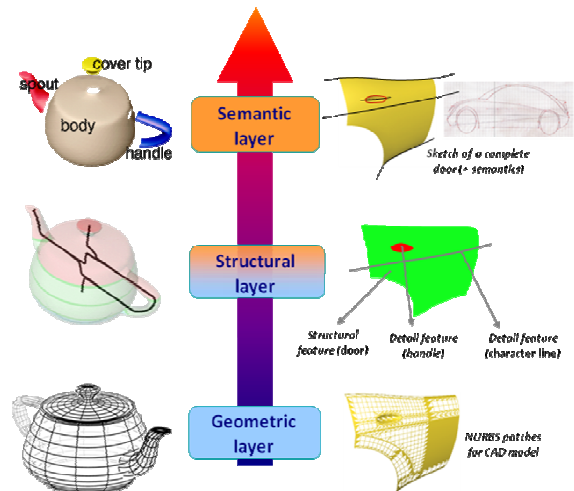 cover tip
spout
body
handle
Semantic
layer
Sketch of a complete
door (+ semantics)
Structural
layer
Structural
feature (door)
Detail feature
(handle)
Detail feature
(character line)
Geometric
layer
NURBS patches
for CAD model